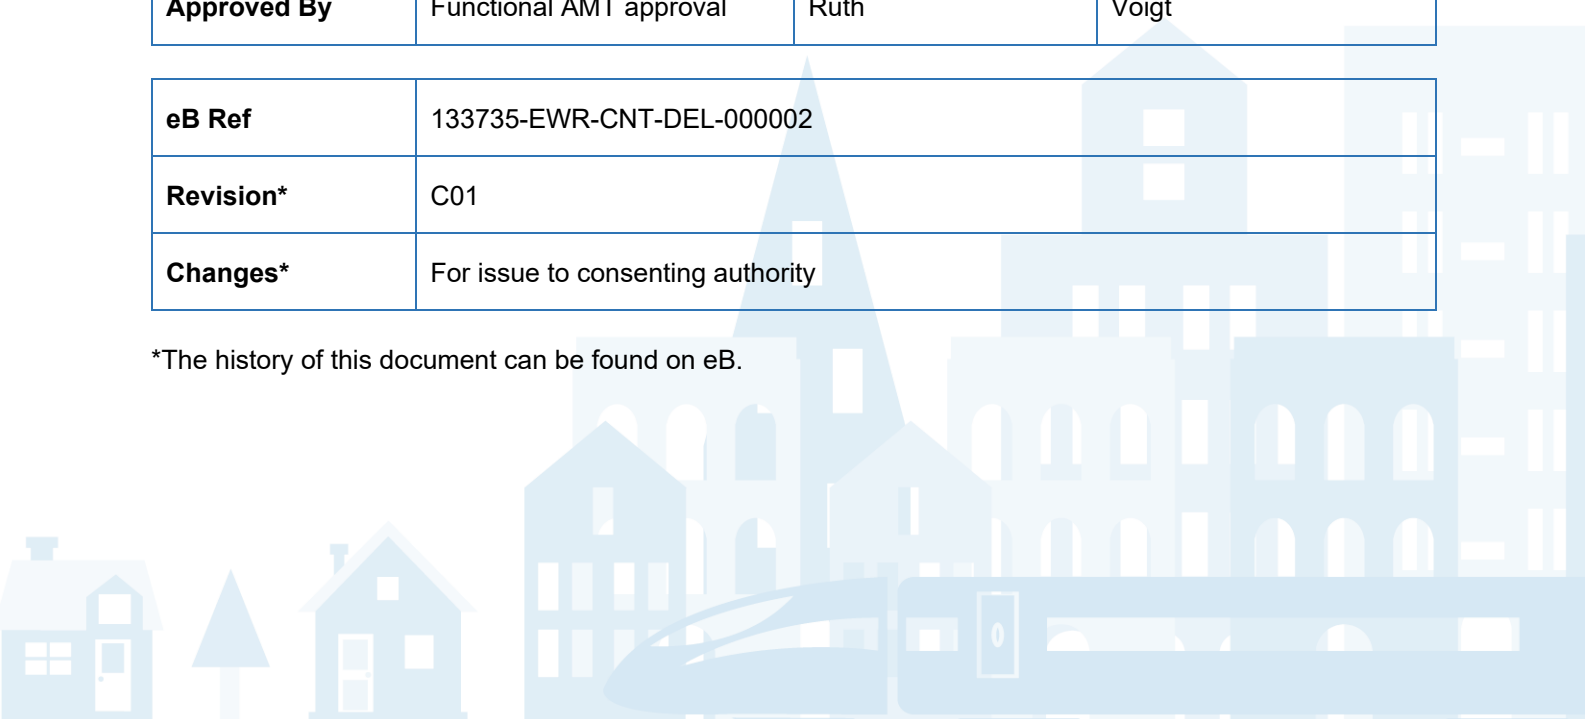 Approved By Functional AMT approval Ruth Voigt
eB Ref 133735-EWR-CNT-DEL-000002
Revision* C01
Changes* For issue to consenting authority
*The history of this document can be found on eB.